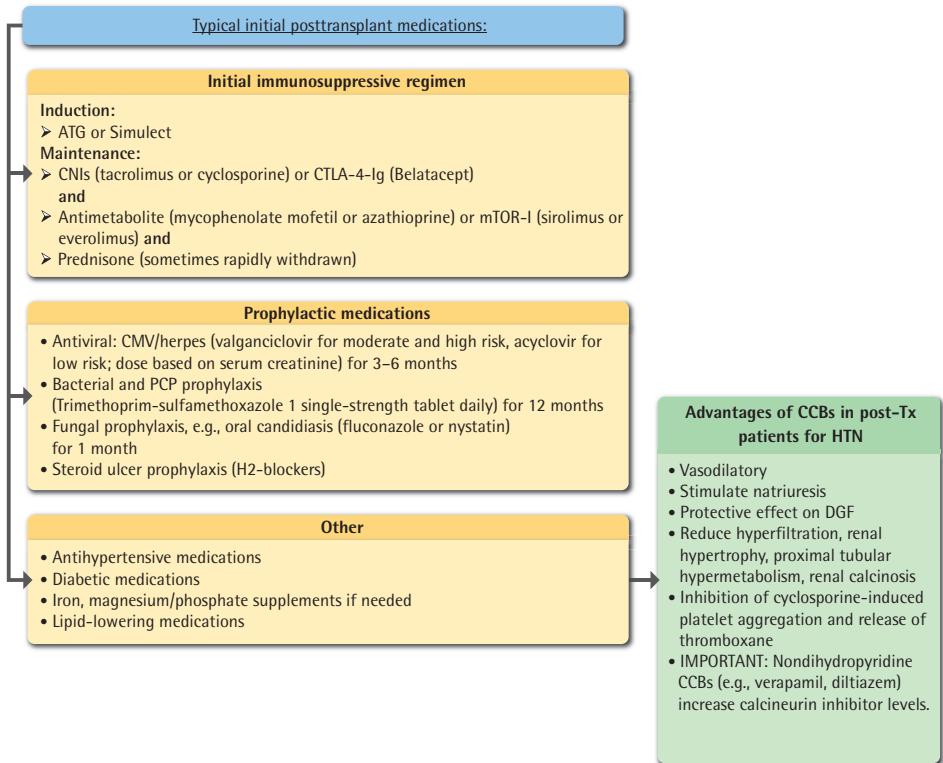 Typical initial posttransplant medications:
Initial immunosuppressive regimen
Induction:
➢ ATG or Simulect
Maintenance:
➢ CNIs (tacrolimus or cyclosporine) or CTLA-4-Ig (Belatacept)
and
➢ Antimetabolite (mycophenolate mofetil or azathioprine) or mTOR-I (sirolimus or
everolimus) and
➢ Prednisone (sometimes rapidly withdrawn)
Prophylactic medications
• Antiviral: CMV/herpes (valganciclovir for moderate and high risk, acyclovir for
low risk; dose based on serum creatinine) for 3–6 months
• Bacterial and PCP prophylaxis
(Trimethoprim-sulfamethoxazole 1 single-strength tablet daily) for 12 months
• Fungal prophylaxis, e.g., oral candidiasis (fluconazole or nystatin)
for 1 month
• Steroid ulcer prophylaxis (H2-blockers)
Other
• Antihypertensive medications
• Diabetic medications
• Iron, magnesium/phosphate supplements if needed
• Lipid-lowering medications
Advantages of CCBs in post-Tx
patients for HTN
• Vasodilatory
• Stimulate natriuresis
• Protective effect on DGF
• Reduce hyperfiltration, renal
hypertrophy, proximal tubular
hypermetabolism, renal calcinosis
• Inhibition of cyclosporine-induced
platelet aggregation and release of
thromboxane
• IMPORTANT: Nondihydropyridine
CCBs (e.g., verapamil, diltiazem)
increase calcineurin inhibitor levels.